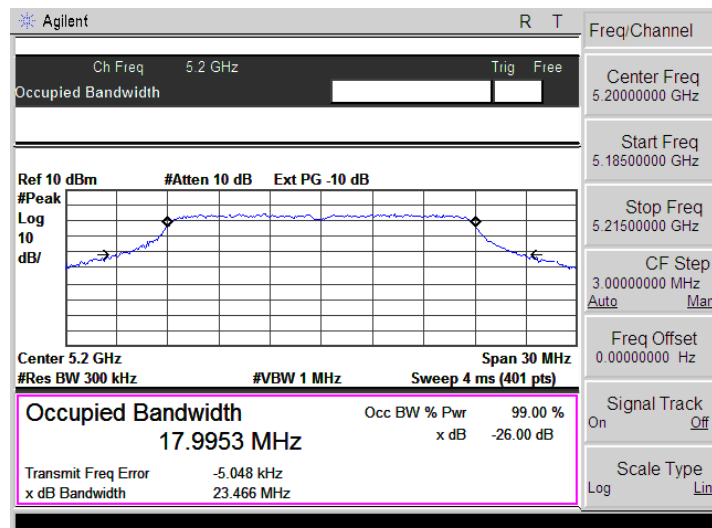 Agilent R T
Ch Freq 5.2 GHz Trig Free
Occupied Bandwidth
Ref 10 dBm #Atten 10 dB Ext PG -10 dB
#Peak
Log
10
dB/
Center 5.2 GHz Span 30 MHz
#Res BW 300 kHz #VBW 1 MHz Sweep 4 ms (401 pts)
Occupied Bandwidth Occ BW % Pwr 99.00 %
17.9953 MHz x dB -26.00 dB
Transmit Freq Error -5.048 kHz
x dB Bandwidth 23.466 MHz
Freq/Channel
Center Freq
5.20000000 GHz
Start Freq
5.18500000 GHz
Stop Freq
5.21500000 GHz
CF Step
3.00000000 MHz
Auto Man
Freq Offset
0.00000000 Hz
Signal Track
On Off
Scale Type
Log Lin